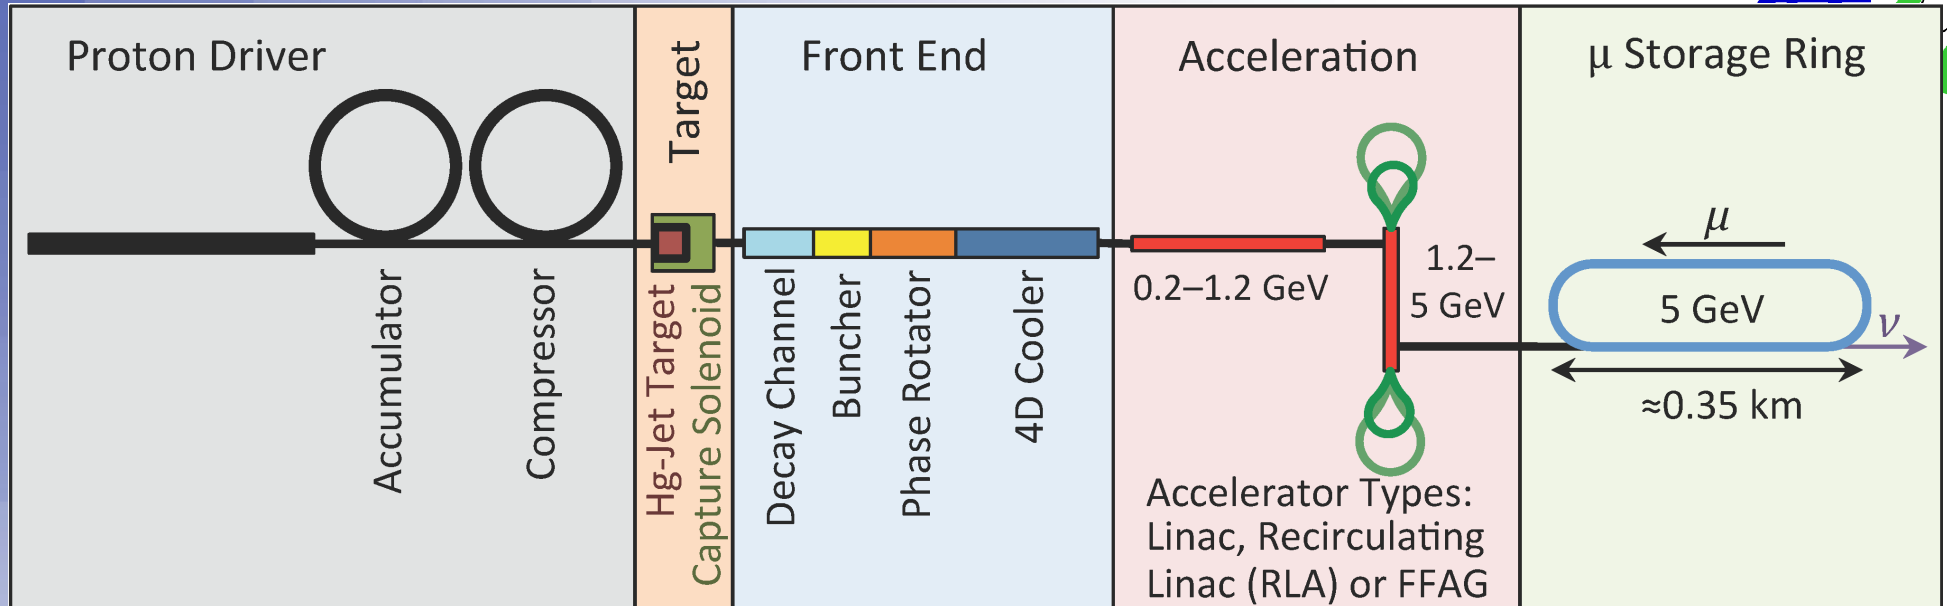 Proton Driver
Accumulator
Compressor
Target
Hg-Jet Target
Capture Solenoid
Front End
Decay Channel
Buncher
Phase Rotator
4D Cooler
Acceleration
0.2–1.2 GeV
1.2–
5 GeV
Accelerator Types:
Linac, Recirculating
Linac (RLA) or FFAG
μ Storage Ring
μ
5 GeV
ν
≈0.35 km